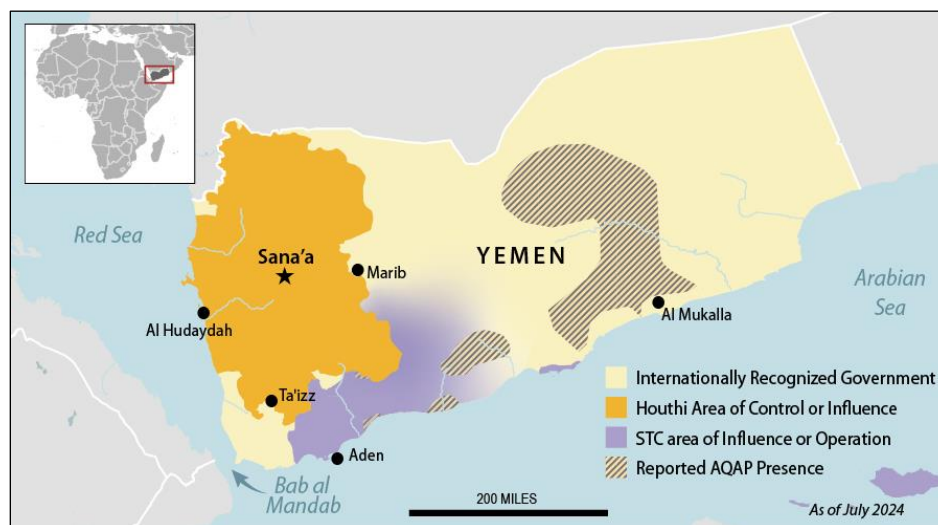 Red Sea
Sana'a
Marib
YEMEN
Arabian
Sea
Al Hudaydah
Al Mukalla
Ta'izz
Aden
Bab al
Mandab
Internationally Recognized Government
Houthi Area of Control or Influence
STC area of Influence or Operation
Reported AQAP Presence
200 MILES
As of July 2024